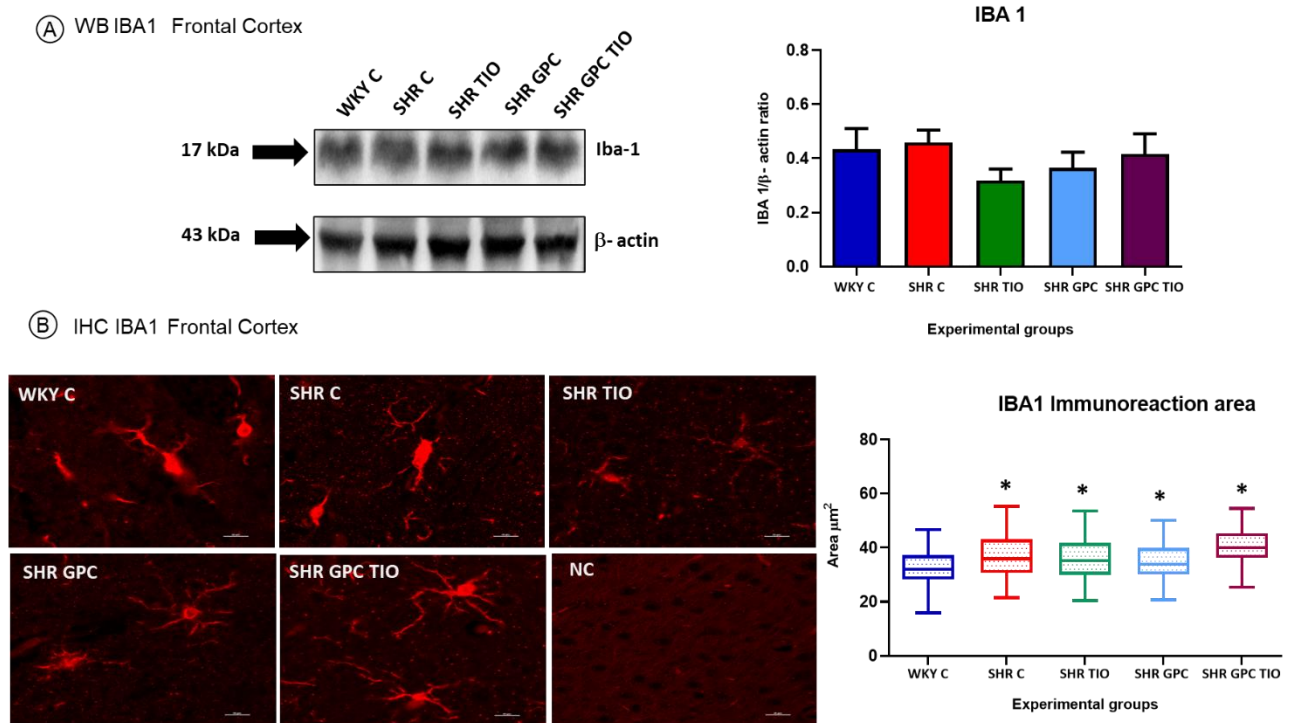 A WB IBA1 Frontal Cortex
WKY C
SHR C
SHR TIO
SHR GPC
SHR GPC TIO
17 kDa
Iba-1
43 kDa
β- actin
IBA 1
IBA 1/β- actin ratio
0.8
0.6
0.4
0.2
0.0
WKY C SHR C SHR TIO SHR GPC SHR GPC TIO
Experimental groups
B IHC IBA1 Frontal Cortex
WKY C
SHR C
SHR TIO
SHR GPC
SHR GPC TIO
NC
IBA1 Immunoreaction area
Area µm²
80
60
40
20
0
* * * *
WKY C SHR C SHR TIO SHR GPC SHR GPC TIO
Experimental groups